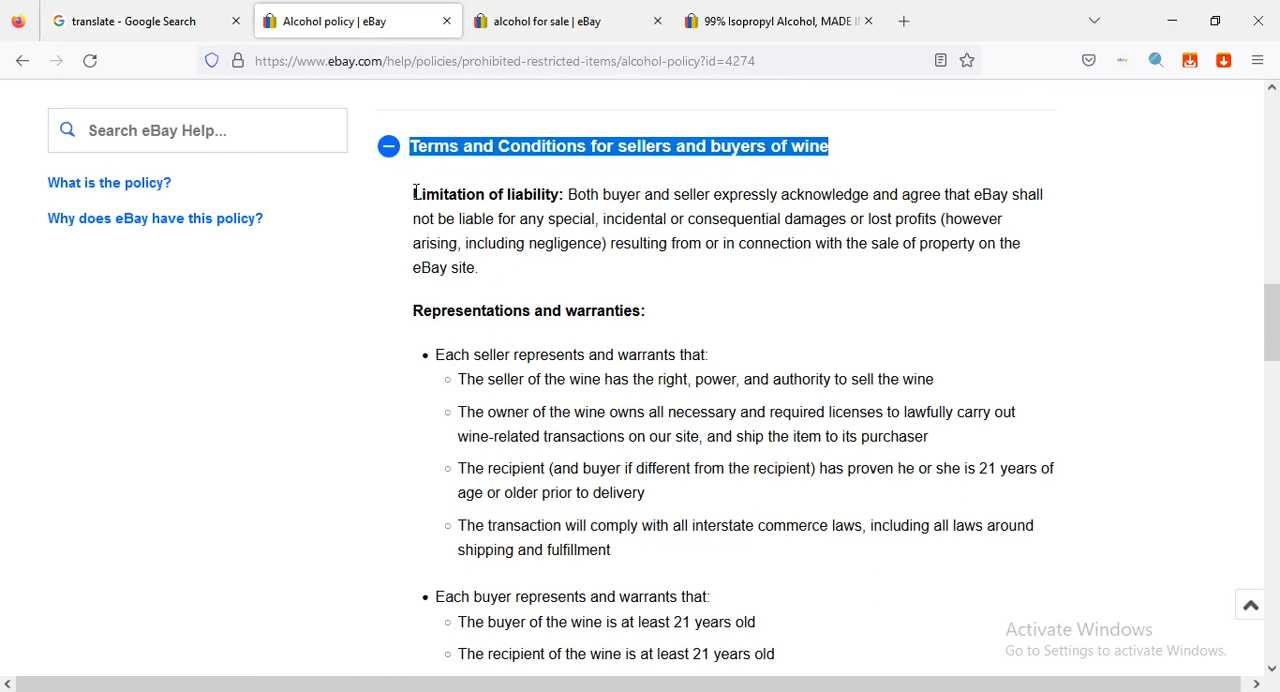 translate - Google Search
Alcohol policy | eBay
alcohol for sale | eBay
99% Isopropyl Alcohol, MADE I
https://www.ebay.com/help/policies/prohibited-restricted-items/alcohol-policy?id=4274
Search eBay Help...
What is the policy?
Why does eBay have this policy?
Terms and Conditions for sellers and buyers of wine
Limitation of liability: Both buyer and seller expressly acknowledge and agree that eBay shall
not be liable for any special, incidental or consequential damages or lost profits (however
arising, including negligence) resulting from or in connection with the sale of property on the
eBay site.
Representations and warranties:
• Each seller represents and warrants that:
○ The seller of the wine has the right, power, and authority to sell the wine
○ The owner of the wine owns all necessary and required licenses to lawfully carry out
wine-related transactions on our site, and ship the item to its purchaser
○ The recipient (and buyer if different from the recipient) has proven he or she is 21 years of
age or older prior to delivery
○ The transaction will comply with all interstate commerce laws, including all laws around
shipping and fulfillment
• Each buyer represents and warrants that:
○ The buyer of the wine is at least 21 years old
○ The recipient of the wine is at least 21 years old
Activate Windows
Go to Settings to activate Windows.